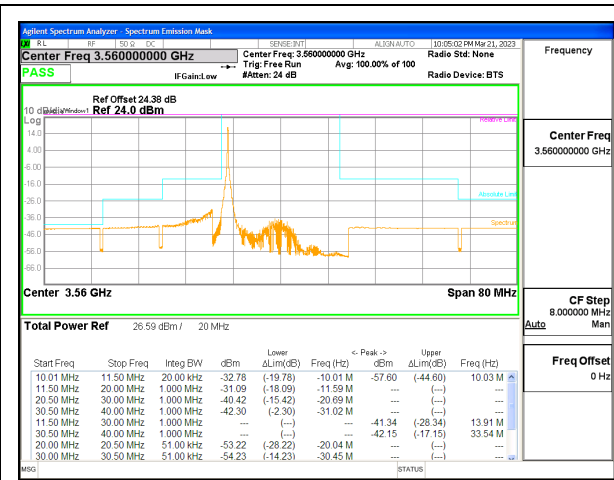 Agilent Spectrum Analyzer - Spectrum Emission Mask
RL RF 50 Ω DC SENSE:INT ALIGN AUTO 10:05:02 PM Mar 21, 2023
Center Freq 3.560000000 GHz
Center Freq: 3.560000000 GHz
Radio Std: None
Trig: Free Run Avg: 100.00% of 100
PASS
IFGain:Low
#Atten: 24 dB
Radio Device: BTS
Ref Offset 24.38 dB
10 dB/div Ref 24.0 dBm
Log
Relative Limit
14.0
4.00
-6.00
-16.0
-26.0
-36.0
-46.0
-56.0
-66.0
Absolute Limit
Spectrum
Center 3.56 GHz
Span 80 MHz
Total Power Ref 26.59 dBm / 20 MHz
Lower <- Peak -> Upper
Start Freq Stop Freq Integ BW dBm ΔLim(dB) Freq (Hz) dBm ΔLim(dB) Freq (Hz)
10.01 MHz 11.50 MHz 20.00 kHz -32.78 (-19.78) -10.01 M -57.60 (-44.60) 10.03 M
11.50 MHz 20.00 MHz 1.000 MHz -31.09 (-18.09) -11.59 M --- (---) ---
20.50 MHz 30.00 MHz 1.000 MHz -40.42 (-15.42) -20.69 M --- (---) ---
30.50 MHz 40.00 MHz 1.000 MHz -42.30 (-2.30) -31.02 M --- (---) ---
11.50 MHz 30.00 MHz 1.000 MHz --- (---) --- -41.34 (-28.34) 13.91 M
30.50 MHz 40.00 MHz 1.000 MHz --- (---) --- -42.15 (-17.15) 33.54 M
20.00 MHz 20.50 MHz 51.00 kHz -53.22 (-28.22) -20.04 M --- (---) ---
30.00 MHz 30.50 MHz 51.00 kHz -54.23 (-14.23) -30.45 M --- (---) ---
MSG
STATUS
Frequency
Center Freq
3.560000000 GHz
CF Step
8.000000 MHz
Auto Man
Freq Offset
0 Hz